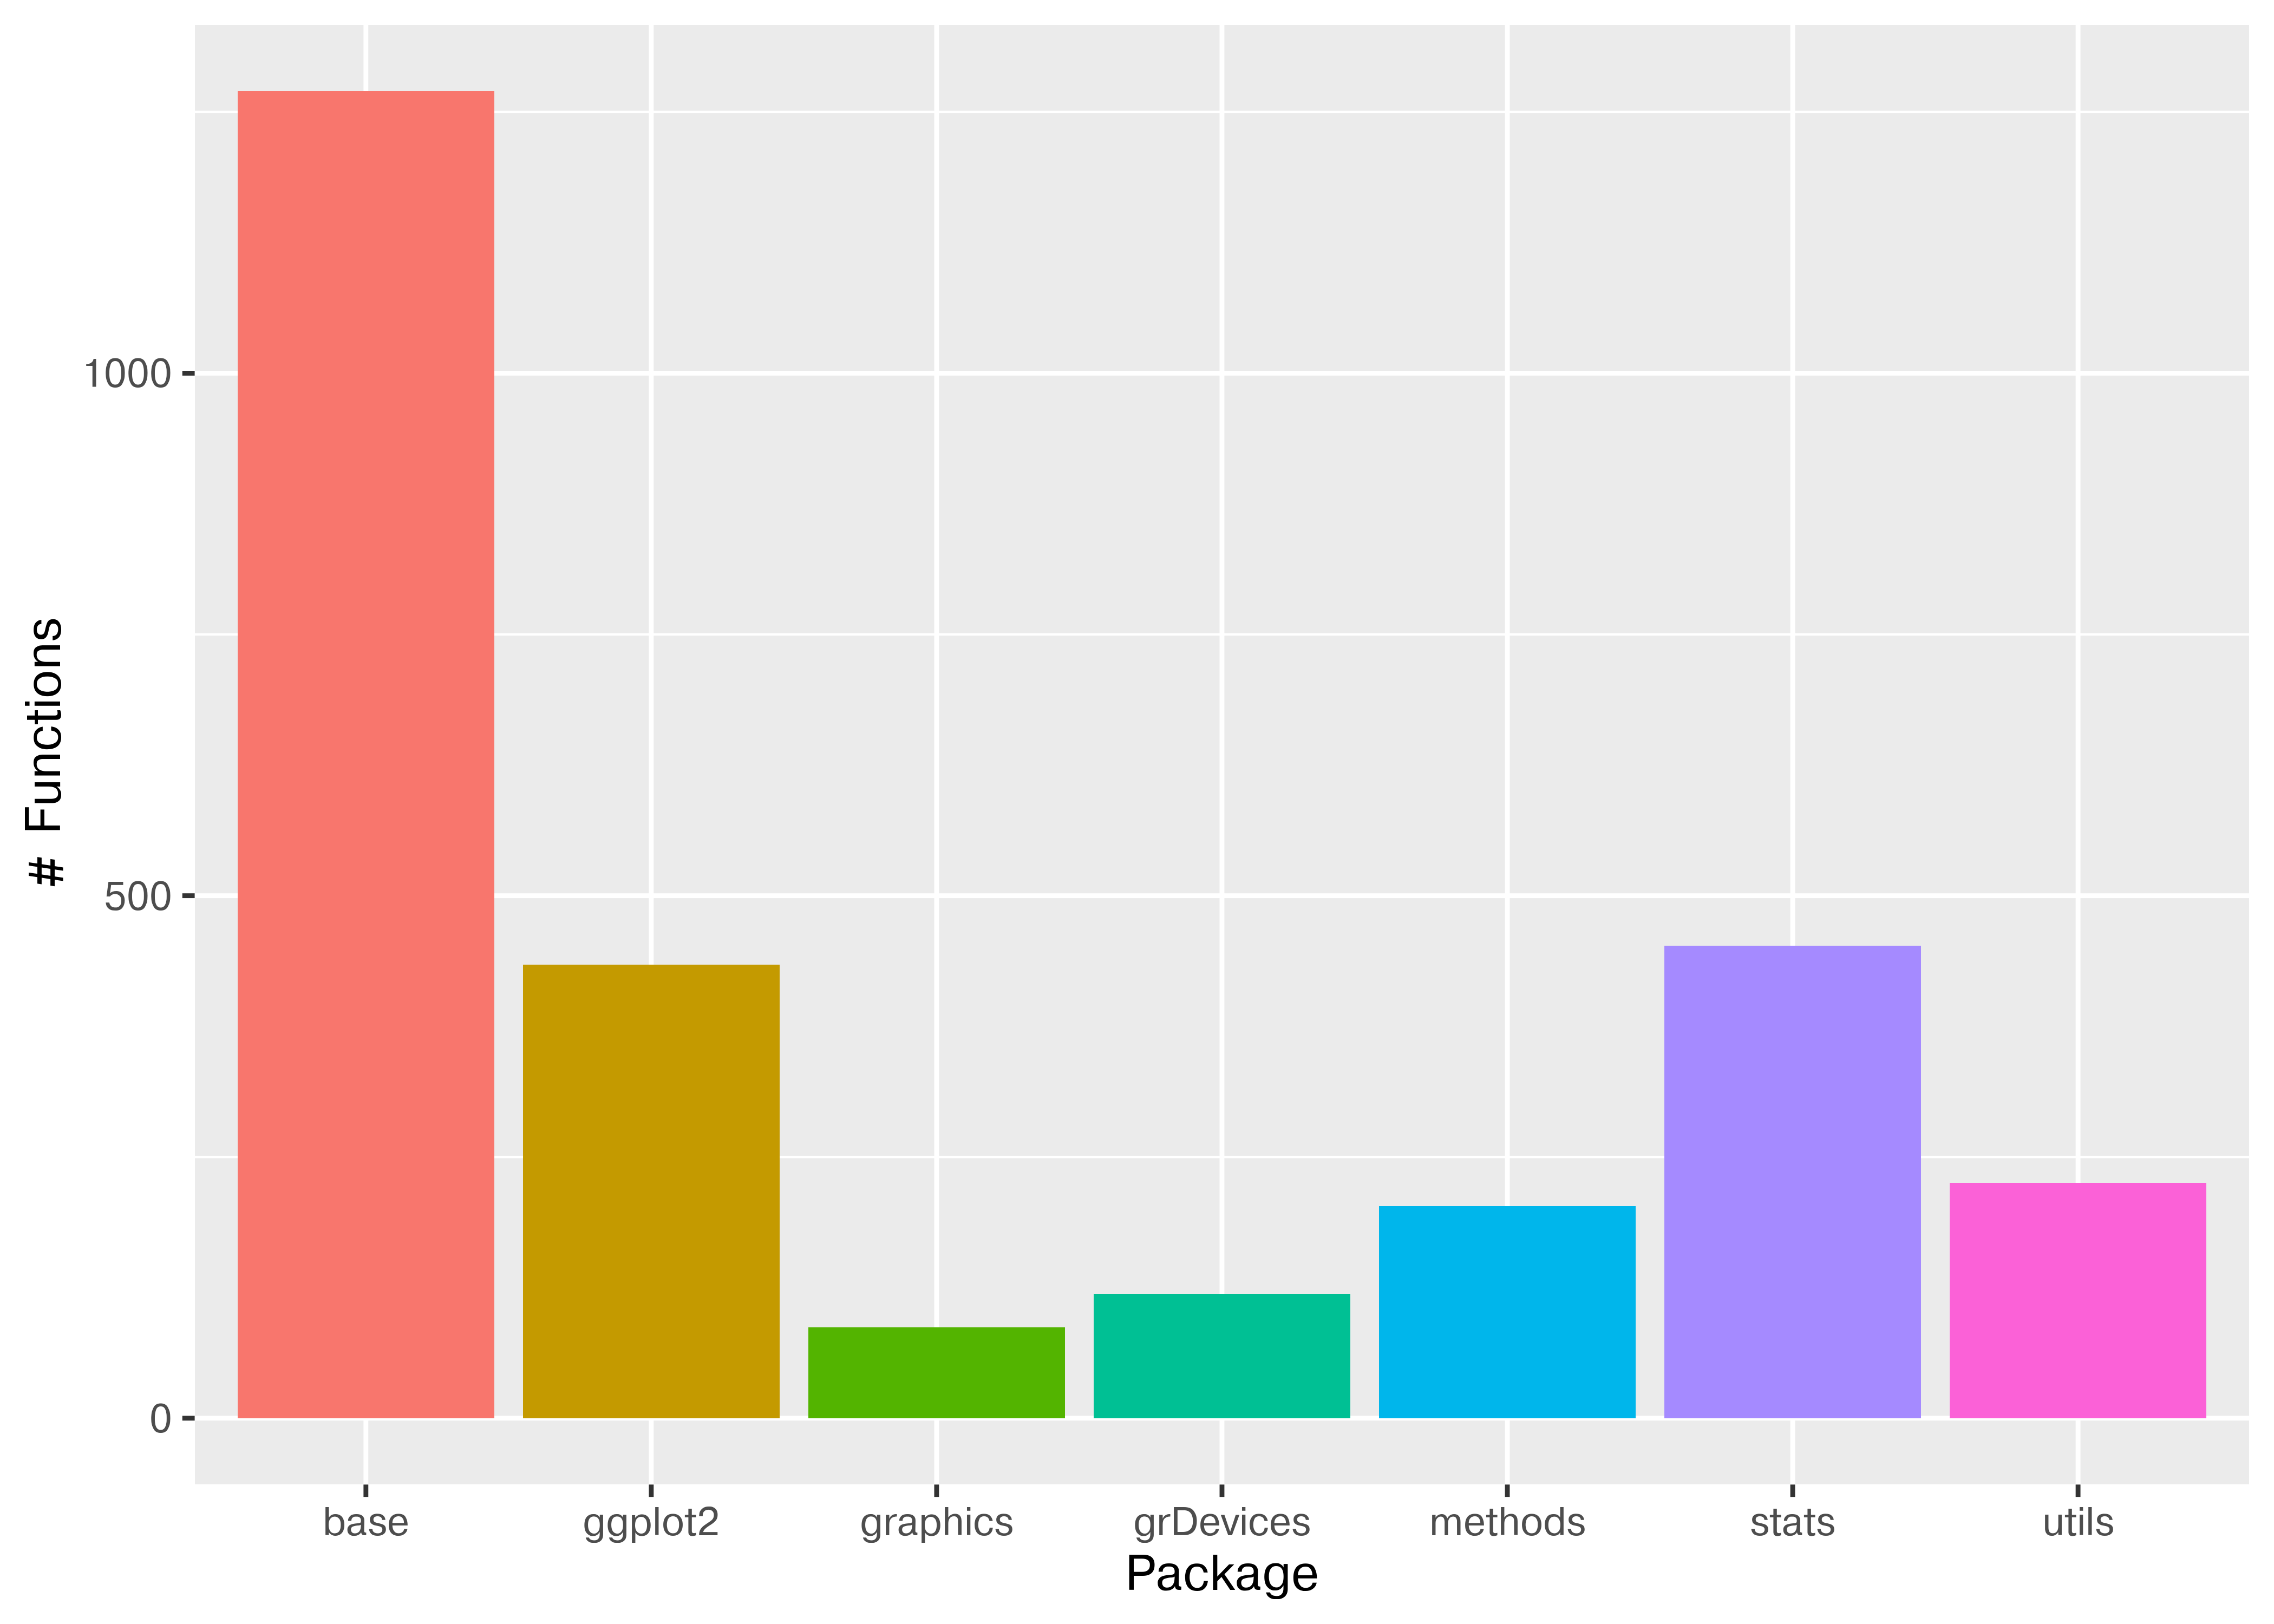 # Functions
1000
500
0
base ggplot2 graphics grDevices methods stats utils
Package